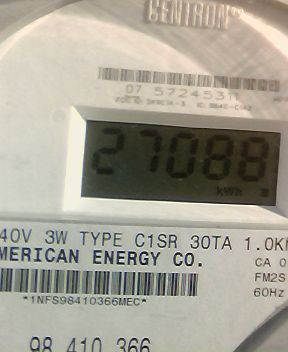 CENTRON
07 57245311
27088
kWh
40V 3W TYPE C1SR 30TA 1.0K
MERICAN ENERGY CO.
CA 0
FM2S
60Hz
*1NFS98410366MEC*
98 410 366